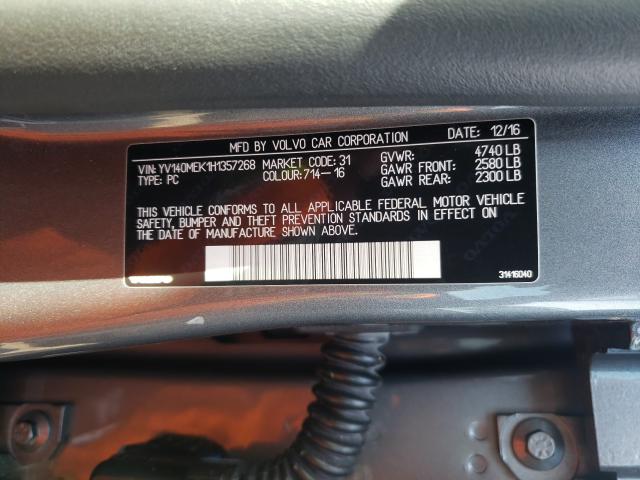 MFD BY VOLVO CAR CORPORATION DATE: 12/16
VIN:YV140MEK1H1357268 MARKET CODE: 31 GVWR: 4740 LB
TYPE: PC COLOUR:714-16 GAWR FRONT: 2580 LB
GAWR REAR: 2300 LB
THIS VEHICLE CONFORMS TO ALL APPLICABLE FEDERAL MOTOR VEHICLE
SAFETY, BUMPER AND THEFT PREVENTION STANDARDS IN EFFECT ON
THE DATE OF MANUFACTURE SHOWN ABOVE.
VOLVO
31416040